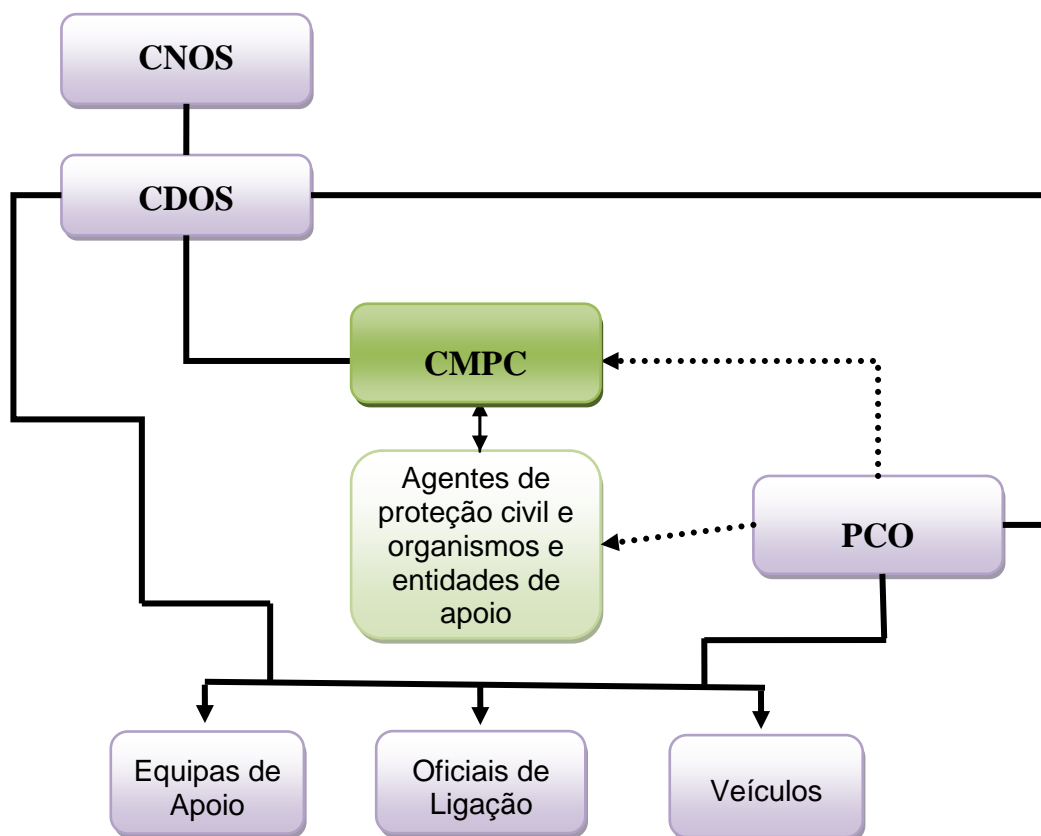 CNOS
CDOS
CMPC
Agentes de
proteção civil e
organismos e
entidades de
apoio
PCO
Equipas de
Apoio
Oficiais de
Ligação
Veículos